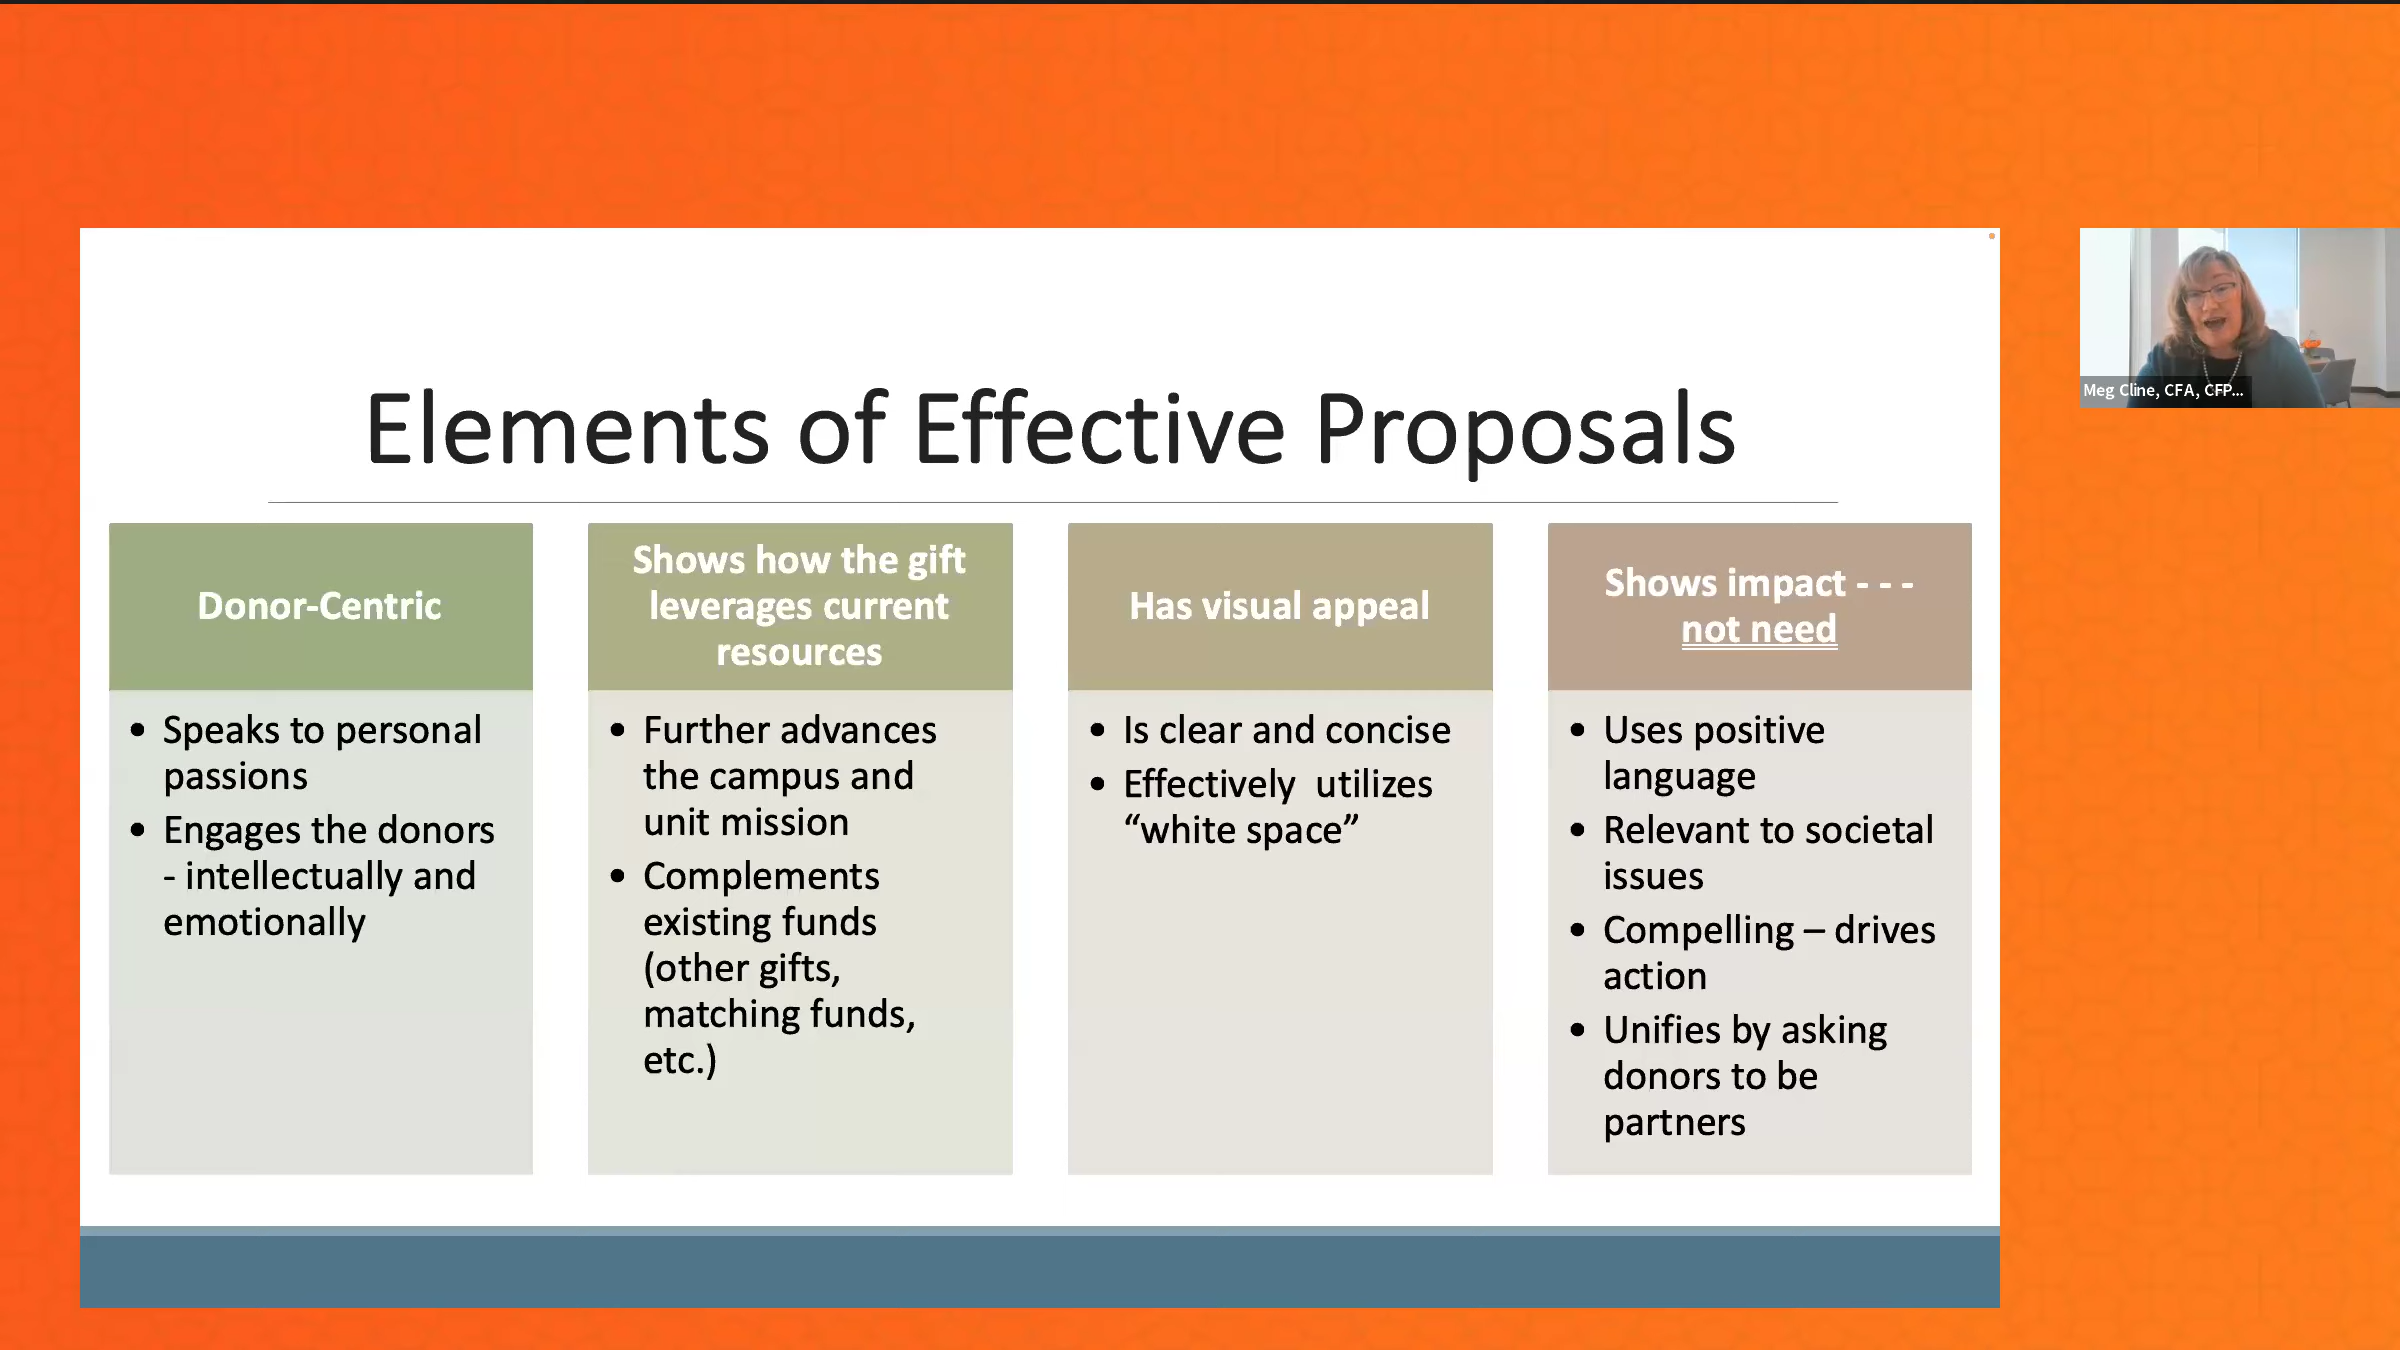 Elements of Effective Proposals
Donor-Centric
• Speaks to personal
passions
• Engages the donors
- intellectually and
emotionally
Shows how the gift
leverages current
resources
• Further advances
the campus and
unit mission
• Complements
existing funds
(other gifts,
matching funds,
etc.)
Has visual appeal
• Is clear and concise
• Effectively  utilizes
“white space”
Shows impact - - -
not need
• Uses positive
language
• Relevant to societal
issues
• Compelling – drives
action
• Unifies by asking
donors to be
partners
Meg Cline, CFA, CFP...